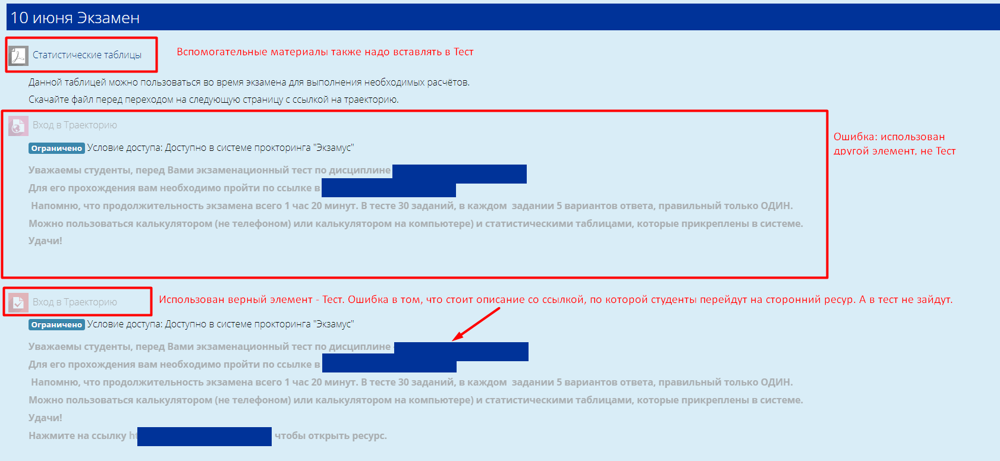 10 июня Экзамен
Статистические таблицы
Вспомогательные материалы также надо вставлять в Тест
Данной таблицей можно пользоваться во время экзамена для выполнения необходимых расчётов.
Скачайте файл перед переходом на следующую страницу с ссылкой на траекторию.
Вход в Траекторию
Ограничено Условие доступа: Доступно в системе прокторинга "Экзамус"
Ошибка: использован
другой элемент, не Тест
Уважаемы студенты, перед Вами экзаменационный тест по дисциплине
Для его прохождения вам необходимо пройти по ссылке в
Напомню, что продолжительность экзамена всего 1 час 20 минут. В тесте 30 заданий, в каждом  задании 5 вариантов ответа, правильный только ОДИН.
Можно пользоваться калькулятором (не телефоном) или калькулятором на компьютере) и статистическими таблицами, которые прикреплены в системе.
Удачи!
Вход в Траекторию
Использован верный элемент - Тест. Ошибка в том, что стоит описание со ссылкой, по которой студенты перейдут на сторонний ресур. А в тест не зайдут.
Ограничено Условие доступа: Доступно в системе прокторинга "Экзамус"
Уважаемы студенты, перед Вами экзаменационный тест по дисциплине
Для его прохождения вам необходимо пройти по ссылке в
Напомню, что продолжительность экзамена всего 1 час 20 минут. В тесте 30 заданий, в каждом  задании 5 вариантов ответа, правильный только ОДИН.
Можно пользоваться калькулятором (не телефоном) или калькулятором на компьютере) и статистическими таблицами, которые прикреплены в системе.
Удачи!
Нажмите на ссылку чтобы открыть ресурс.